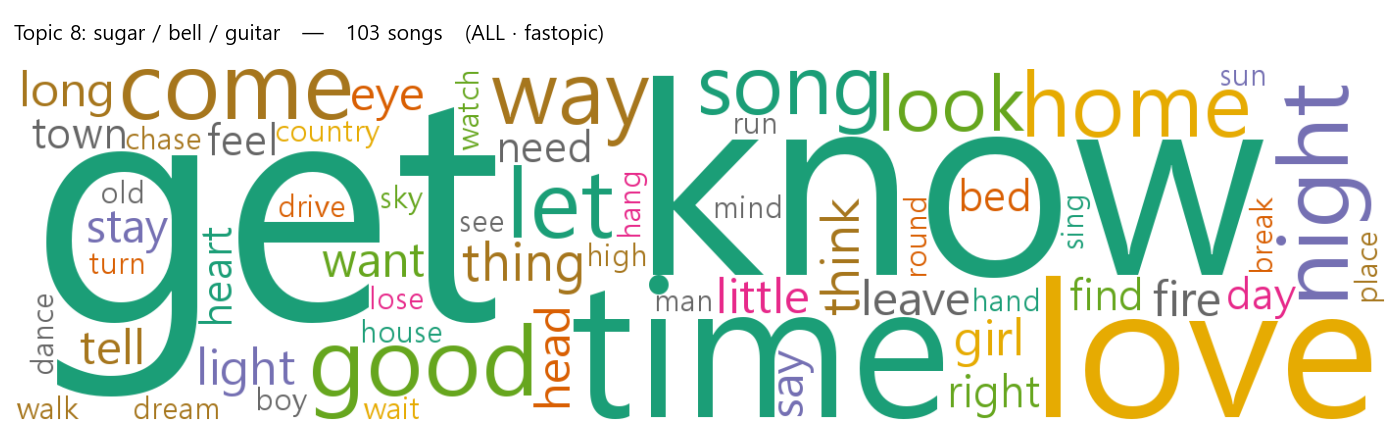 Topic 8: sugar / bell / guitar — 103 songs (ALL · fastopic)
long come eye watch way song look home sun night
town chase feel country need run
get know
old stay turn drive sky see let hang mind bed sing break place
heart want thing high think round
dance tell lose house man little leave hand find fire day
light good head time say girl right love
walk dream boy wait